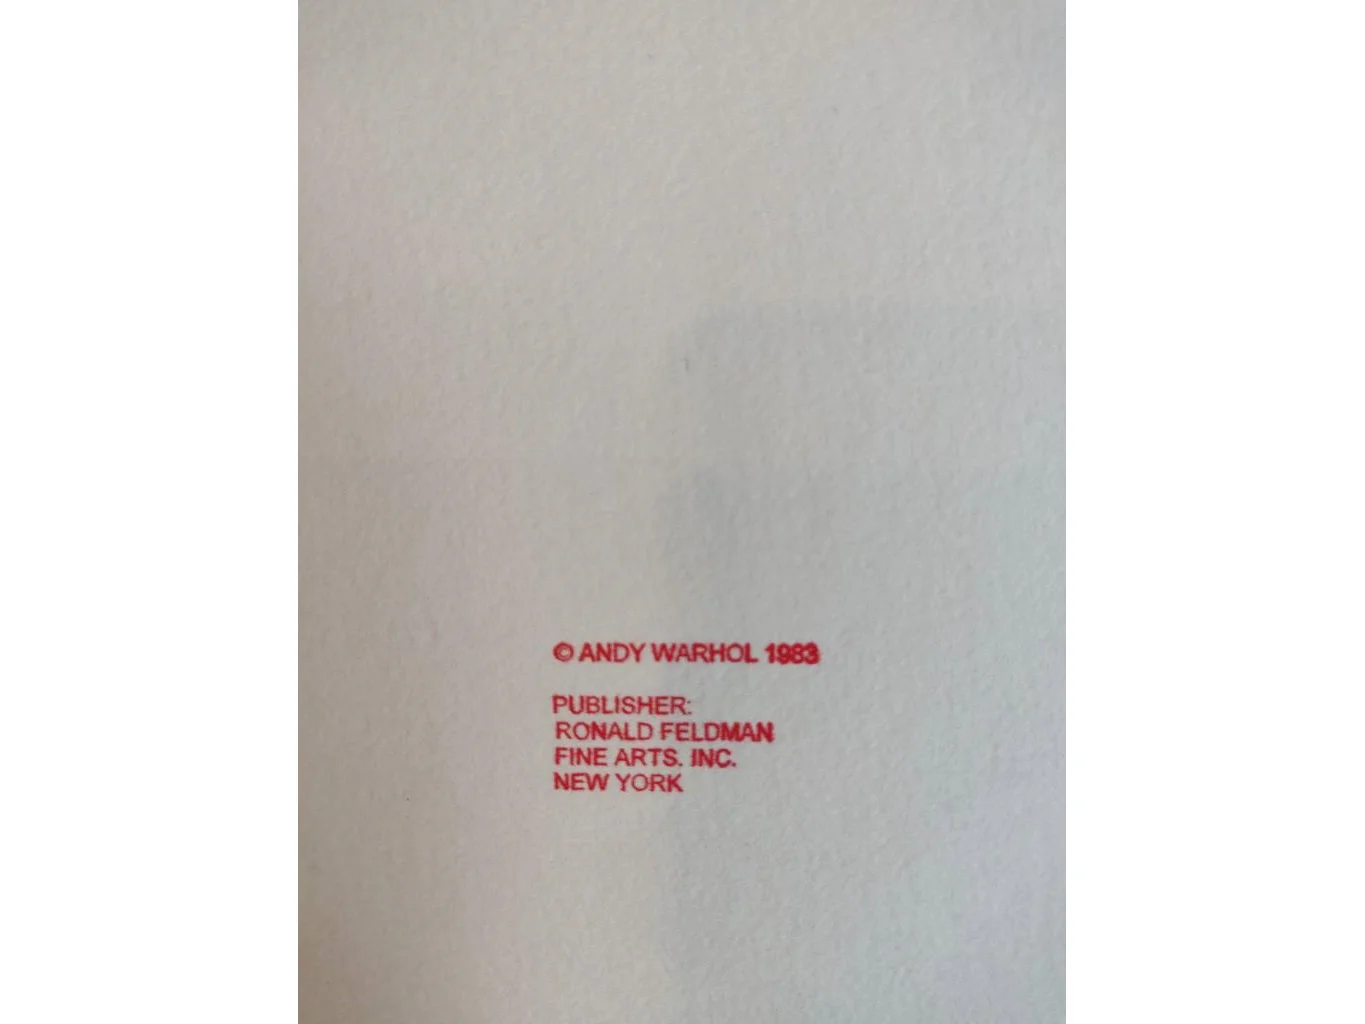 © ANDY WARHOL 1983
PUBLISHER:
RONALD FELDMAN
FINE ARTS. INC.
NEW YORK